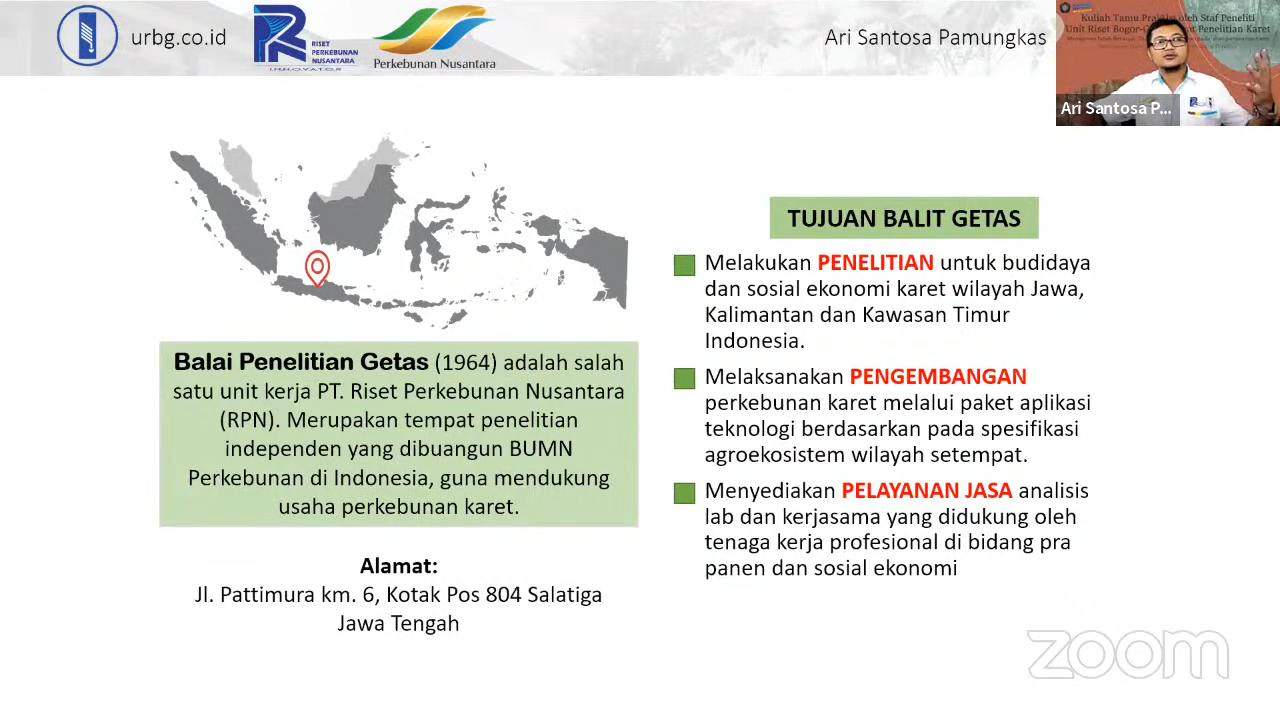 urbg.co.id
RISET
PERKEBUNAN
NUSANTARA
I.N.N.O.V.A.T.O.R
Perkebunan Nusantara
Ari Santosa Pamungkas
Kuliah Tamu
oleh Staf Peneliti
Unit Riset Bogor-
Penelitian Karet
Ari Santosa P...
TUJUAN BALIT GETAS
Melakukan PENELITIAN untuk budidaya
dan sosial ekonomi karet wilayah Jawa,
Kalimantan dan Kawasan Timur
Indonesia.
Melaksanakan PENGEMBANGAN
perkebunan karet melalui paket aplikasi
teknologi berdasarkan pada spesifikasi
agroekosistem wilayah setempat.
Menyediakan PELAYANAN JASA analisis
lab dan kerjasama yang didukung oleh
tenaga kerja profesional di bidang pra
panen dan sosial ekonomi
Balai Penelitian Getas (1964) adalah salah
satu unit kerja PT. Riset Perkebunan Nusantara
(RPN). Merupakan tempat penelitian
independen yang dibuangun BUMN
Perkebunan di Indonesia, guna mendukung
usaha perkebunan karet.
Alamat:
Jl. Pattimura km. 6, Kotak Pos 804 Salatiga
Jawa Tengah
zoom